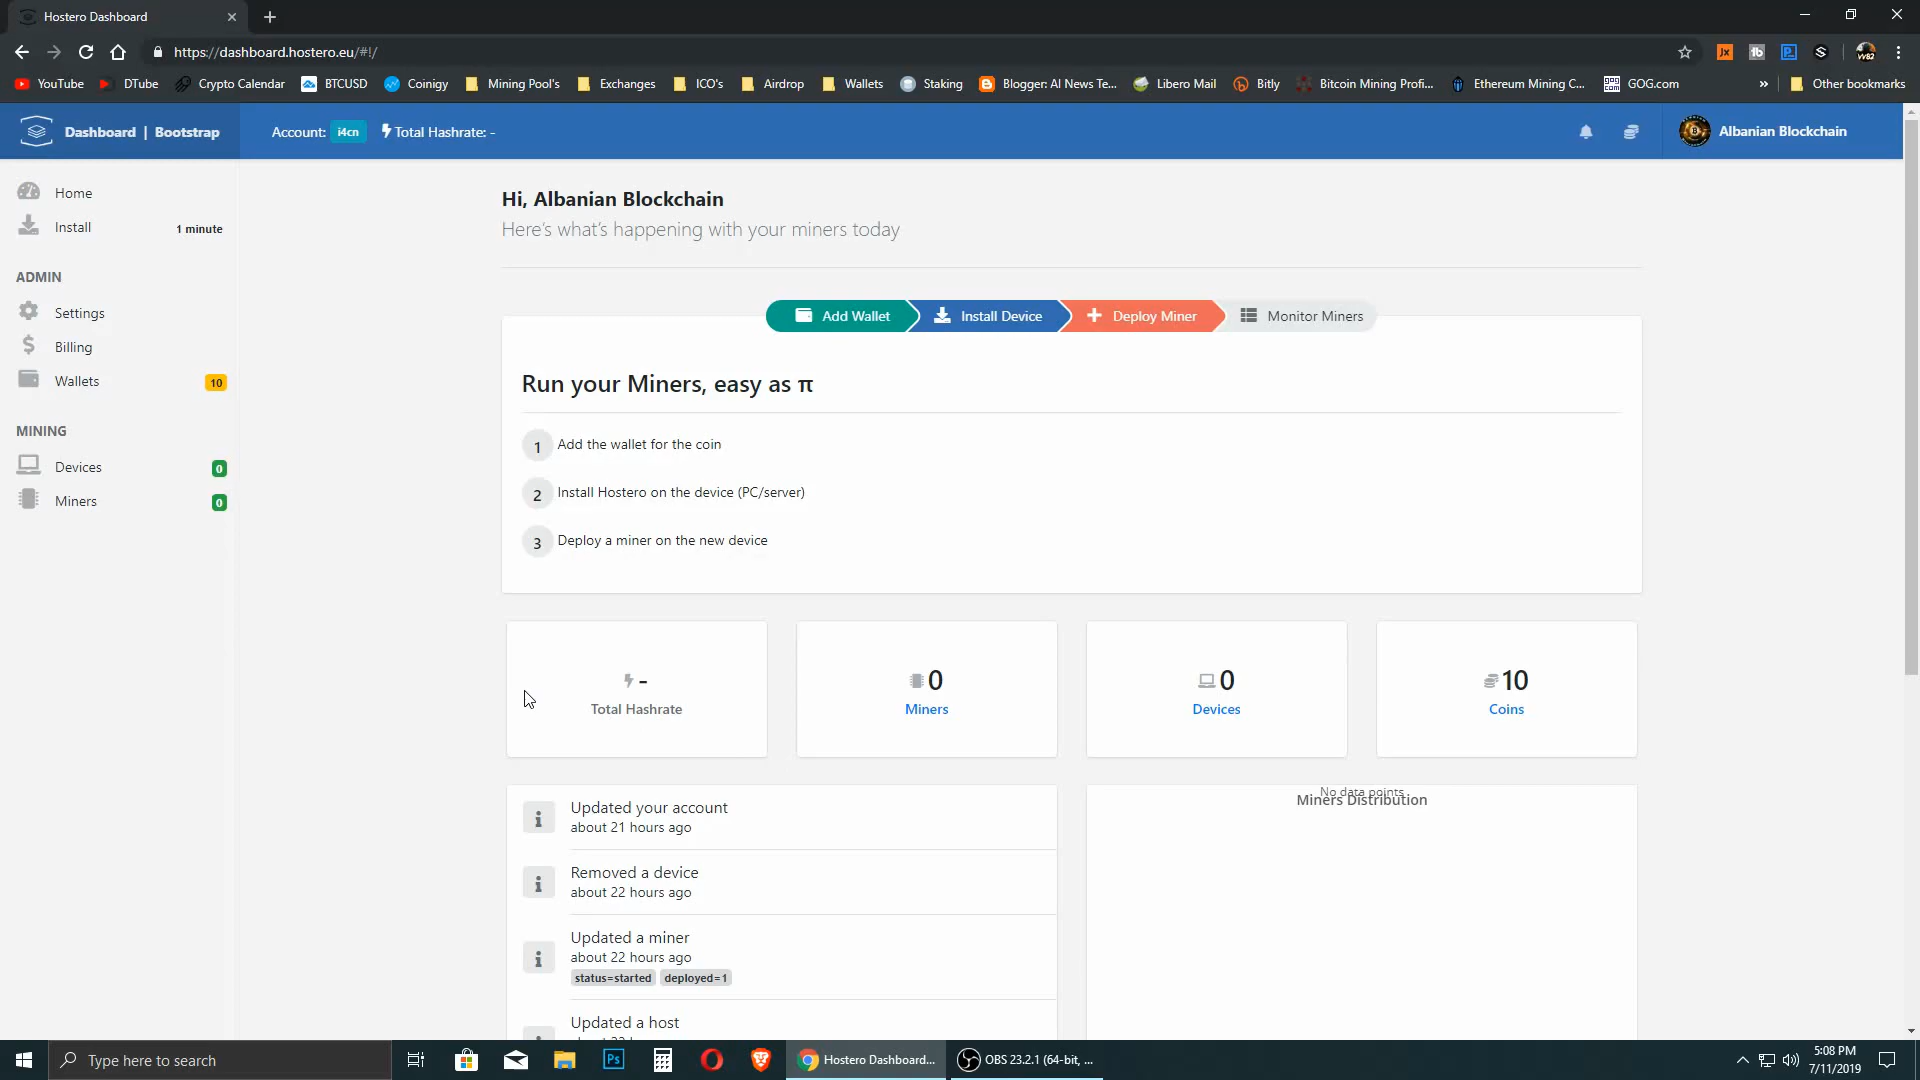 Hostero Dashboard
https://dashboard.hostero.eu/#!/
YouTube DTube Crypto Calendar BTCUSD Coinigy Mining Pool's Exchanges ICO's Airdrop Wallets Staking Blogger: AI News Te... Libero Mail Bitly Bitcoin Mining Profi... Ethereum Mining C... GOG.com » Other bookmarks
Dashboard | Bootstrap
Account: i4cn Total Hashrate: -
Albanian Blockchain
Home
Install 1 minute
ADMIN
Settings
Billing
Wallets 10
MINING
Devices 0
Miners 0
Hi, Albanian Blockchain
Here's what's happening with your miners today
Add Wallet Install Device Deploy Miner Monitor Miners
Run your Miners, easy as π
1 Add the wallet for the coin
2 Install Hostero on the device (PC/server)
3 Deploy a miner on the new device
-
Total Hashrate
0
Miners
0
Devices
10
Coins
Updated your account
about 21 hours ago
Removed a device
about 22 hours ago
Updated a miner
about 22 hours ago
status=started deployed=1
Updated a host
No data points
Miners Distribution
Type here to search
Ps
Hostero Dashboard...
OBS 23.2.1 (64-bit, ...
5:08 PM
7/11/2019